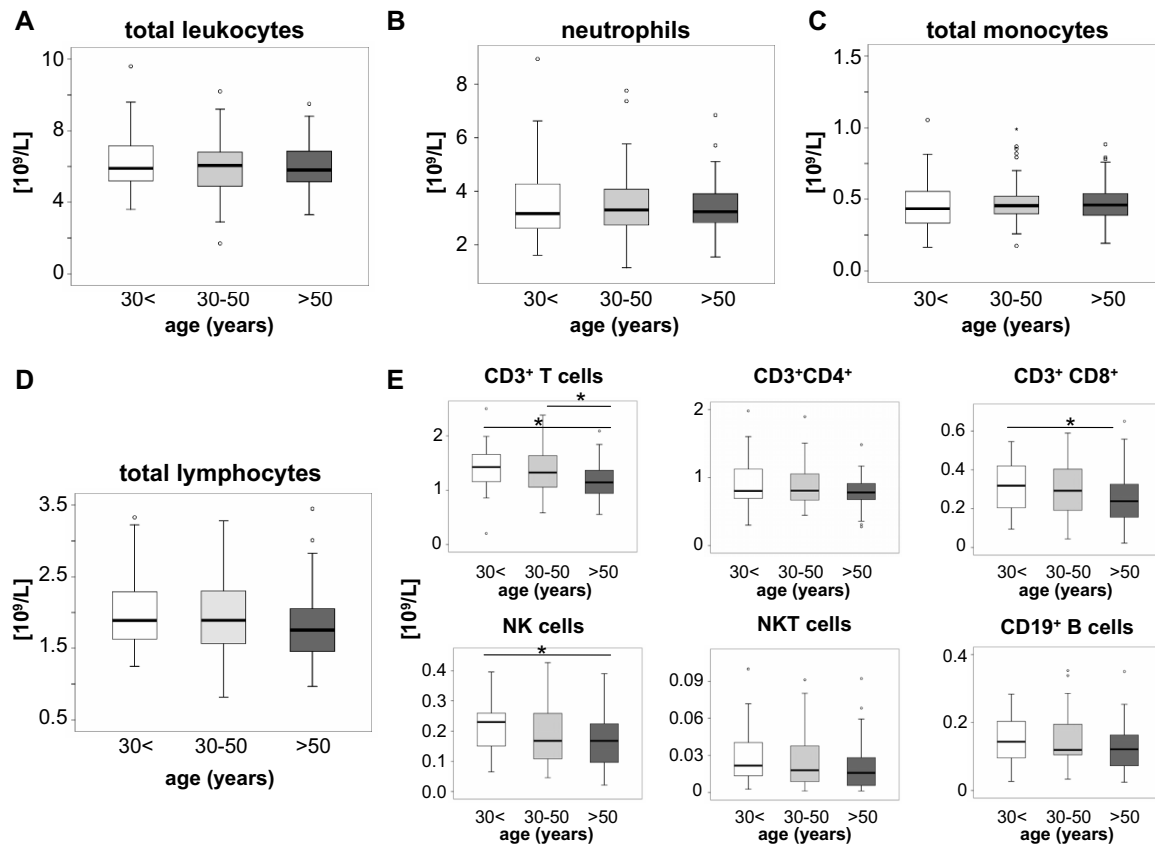 A
total leukocytes
[10⁹/L]
10
8
6
4
2
0
30< 30-50 >50
age (years)
B
neutrophils
[10⁹/L]
8
6
4
2
30< 30-50 >50
age (years)
C
total monocytes
[10⁹/L]
1.5
1.0
0.5
0.0
30< 30-50 >50
age (years)
D
total lymphocytes
[10⁹/L]
3.5
2.5
1.5
0.5
30< 30-50 >50
age (years)
E
[10⁹/L]
CD3⁺ T cells
*
*
2
1
0
30< 30-50 >50
age (years)
CD3⁺CD4⁺
2
1
0
30< 30-50 >50
age (years)
CD3⁺ CD8⁺
*
0.6
0.4
0.2
0
30< 30-50 >50
age (years)
NK cells
*
0.4
0.3
0.2
0.1
0.0
30< 30-50 >50
age (years)
NKT cells
0.09
0.06
0.03
0
30< 30-50 >50
age (years)
CD19⁺ B cells
0.4
0.2
0
30< 30-50 >50
age (years)